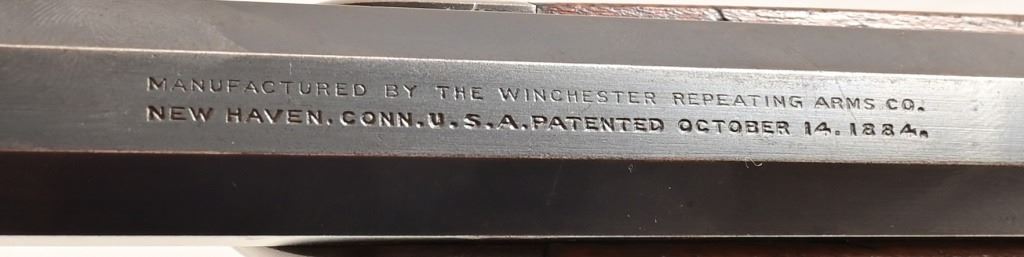 MANUFACTURED BY THE WINCHESTER REPEATING ARMS CO.
NEW HAVEN. CONN. U.S.A. PATENTED OCTOBER 14. 1884.